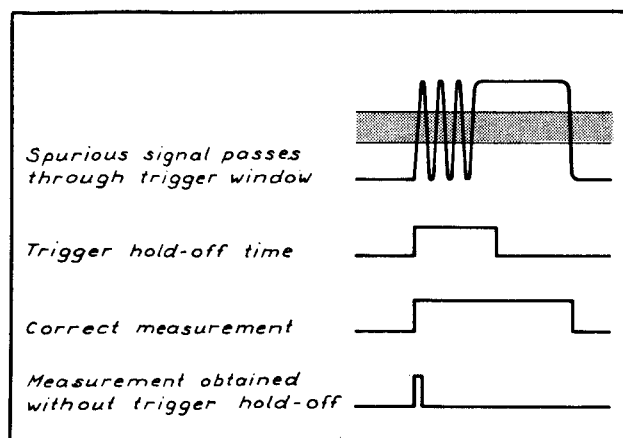 Spurious signal passes
through trigger window
Trigger hold-off time
Correct measurement
Measurement obtained
without trigger hold-off